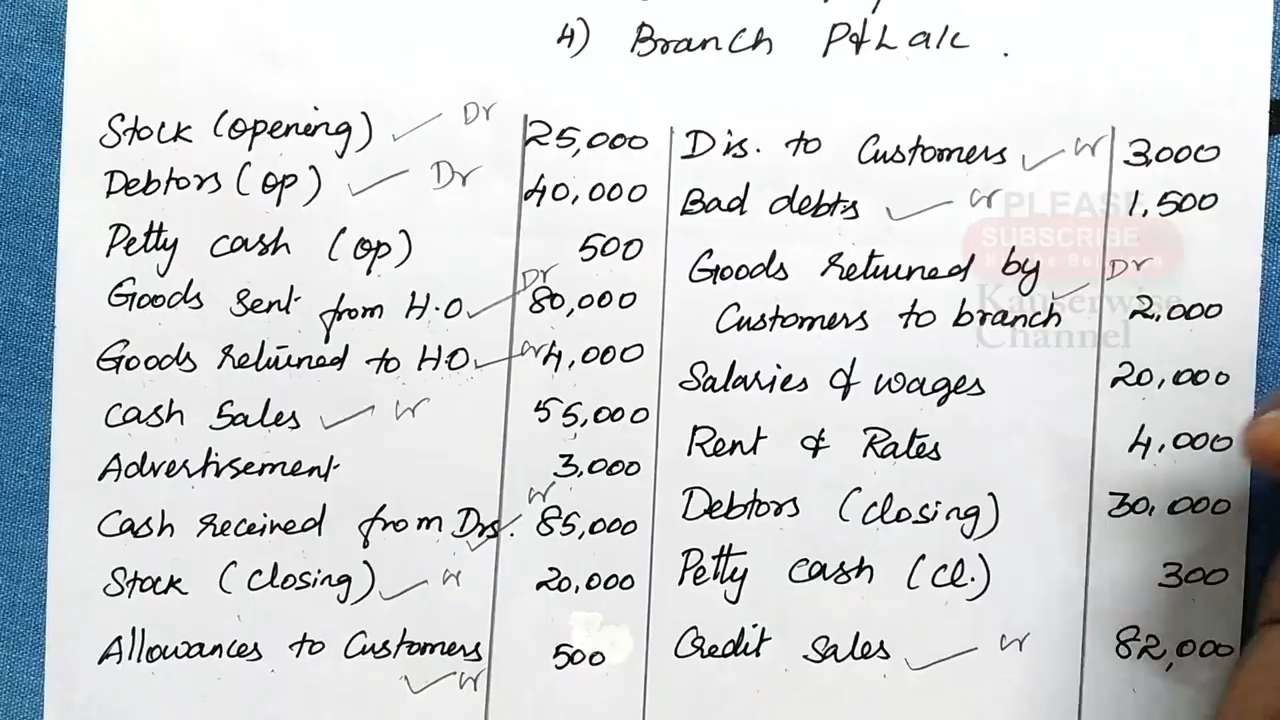 4) Branch P&L a/c.
Stock (opening) Dr 25,000
Debtors (op) Dr 40,000
Petty cash (op) 500
Goods sent from H.O Dr 80,000
Goods returned to H.O cr 4,000
Cash Sales cr 55,000
Advertisement 3,000
Cash received from Drs. cr 85,000
Stock (closing) cr 20,000
Allowances to Customers cr 500
Dis. to Customers cr 3,000
Bad debts cr 1,500
Goods returned by Dr
Customers to branch 2,000
Salaries & wages 20,000
Rent & Rates 4,000
Debtors (closing) 30,000
Petty cash (cl.) 300
Credit Sales cr 82,000
PLEASE
SUBSCRIBE
Kauserwise
Channel